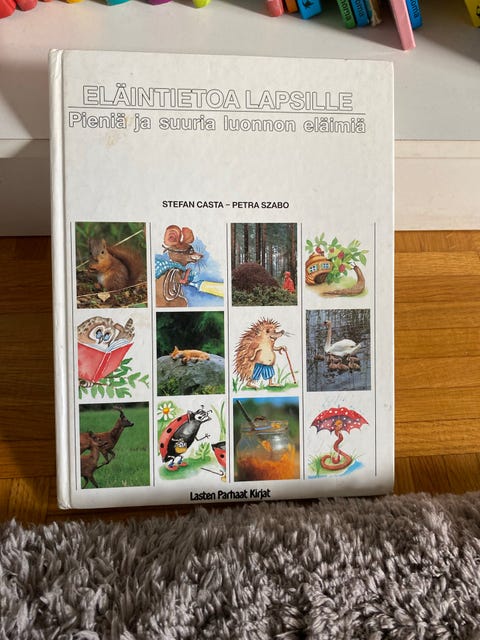 ELÄINTIETOA LAPSILLE
Pieniä ja suuria luonnon eläimiä
STEFAN CASTA – PETRA SZABO
Lasten Parhaat Kirjat